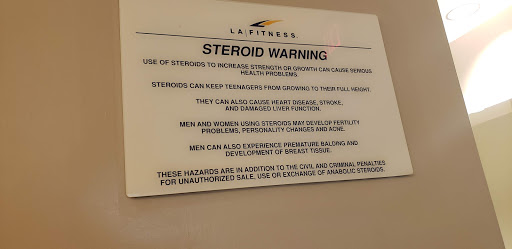 LA|FITNESS.
STEROID WARNING
USE OF STEROIDS TO INCREASE STRENGTH OR GROWTH CAN CAUSE SERIOUS
HEALTH PROBLEMS.
STEROIDS CAN KEEP TEENAGERS FROM GROWING TO THEIR FULL HEIGHT.
THEY CAN ALSO CAUSE HEART DISEASE, STROKE,
AND DAMAGED LIVER FUNCTION.
MEN AND WOMEN USING STEROIDS MAY DEVELOP FERTILITY
PROBLEMS, PERSONALITY CHANGES AND ACNE.
MEN CAN ALSO EXPERIENCE PREMATURE BALDING AND
DEVELOPMENT OF BREAST TISSUE.
THESE HAZARDS ARE IN ADDITION TO THE CIVIL AND CRIMINAL PENALTIES
FOR UNAUTHORIZED SALE, USE OR EXCHANGE OF ANABOLIC STEROIDS.